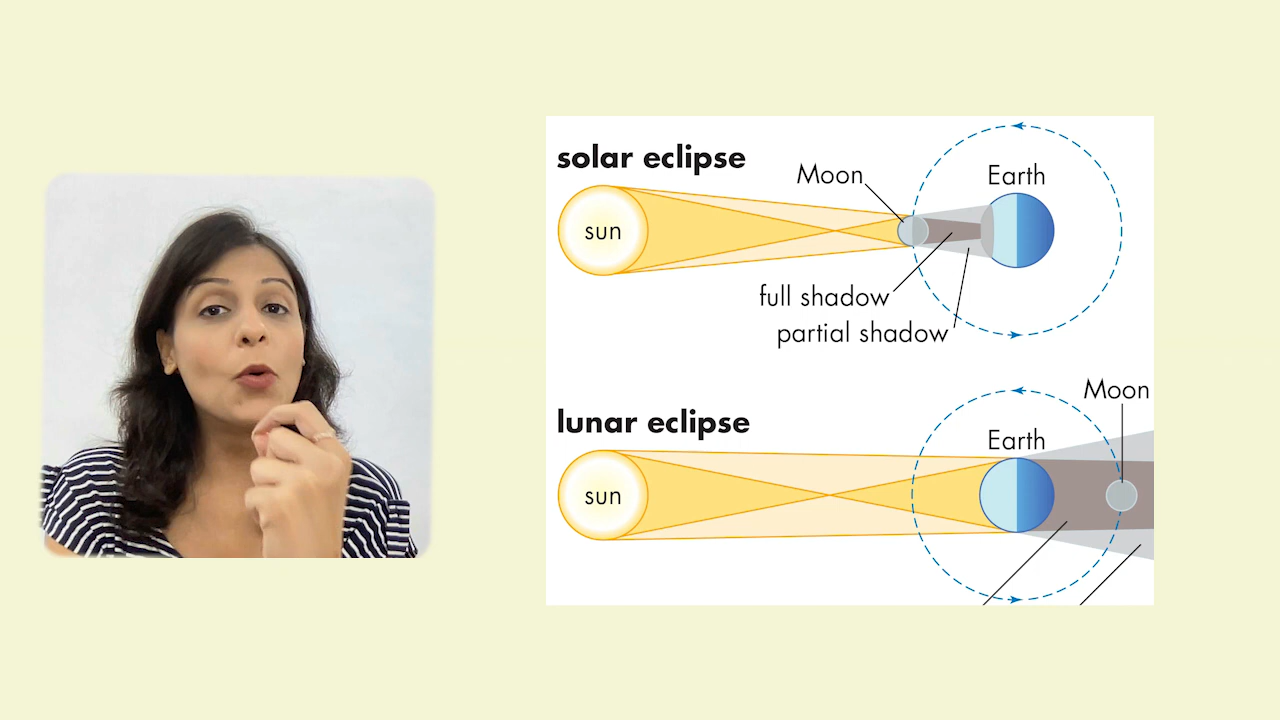 solar eclipse
Moon
Earth
sun
full shadow
partial shadow
lunar eclipse
Moon
Earth
sun